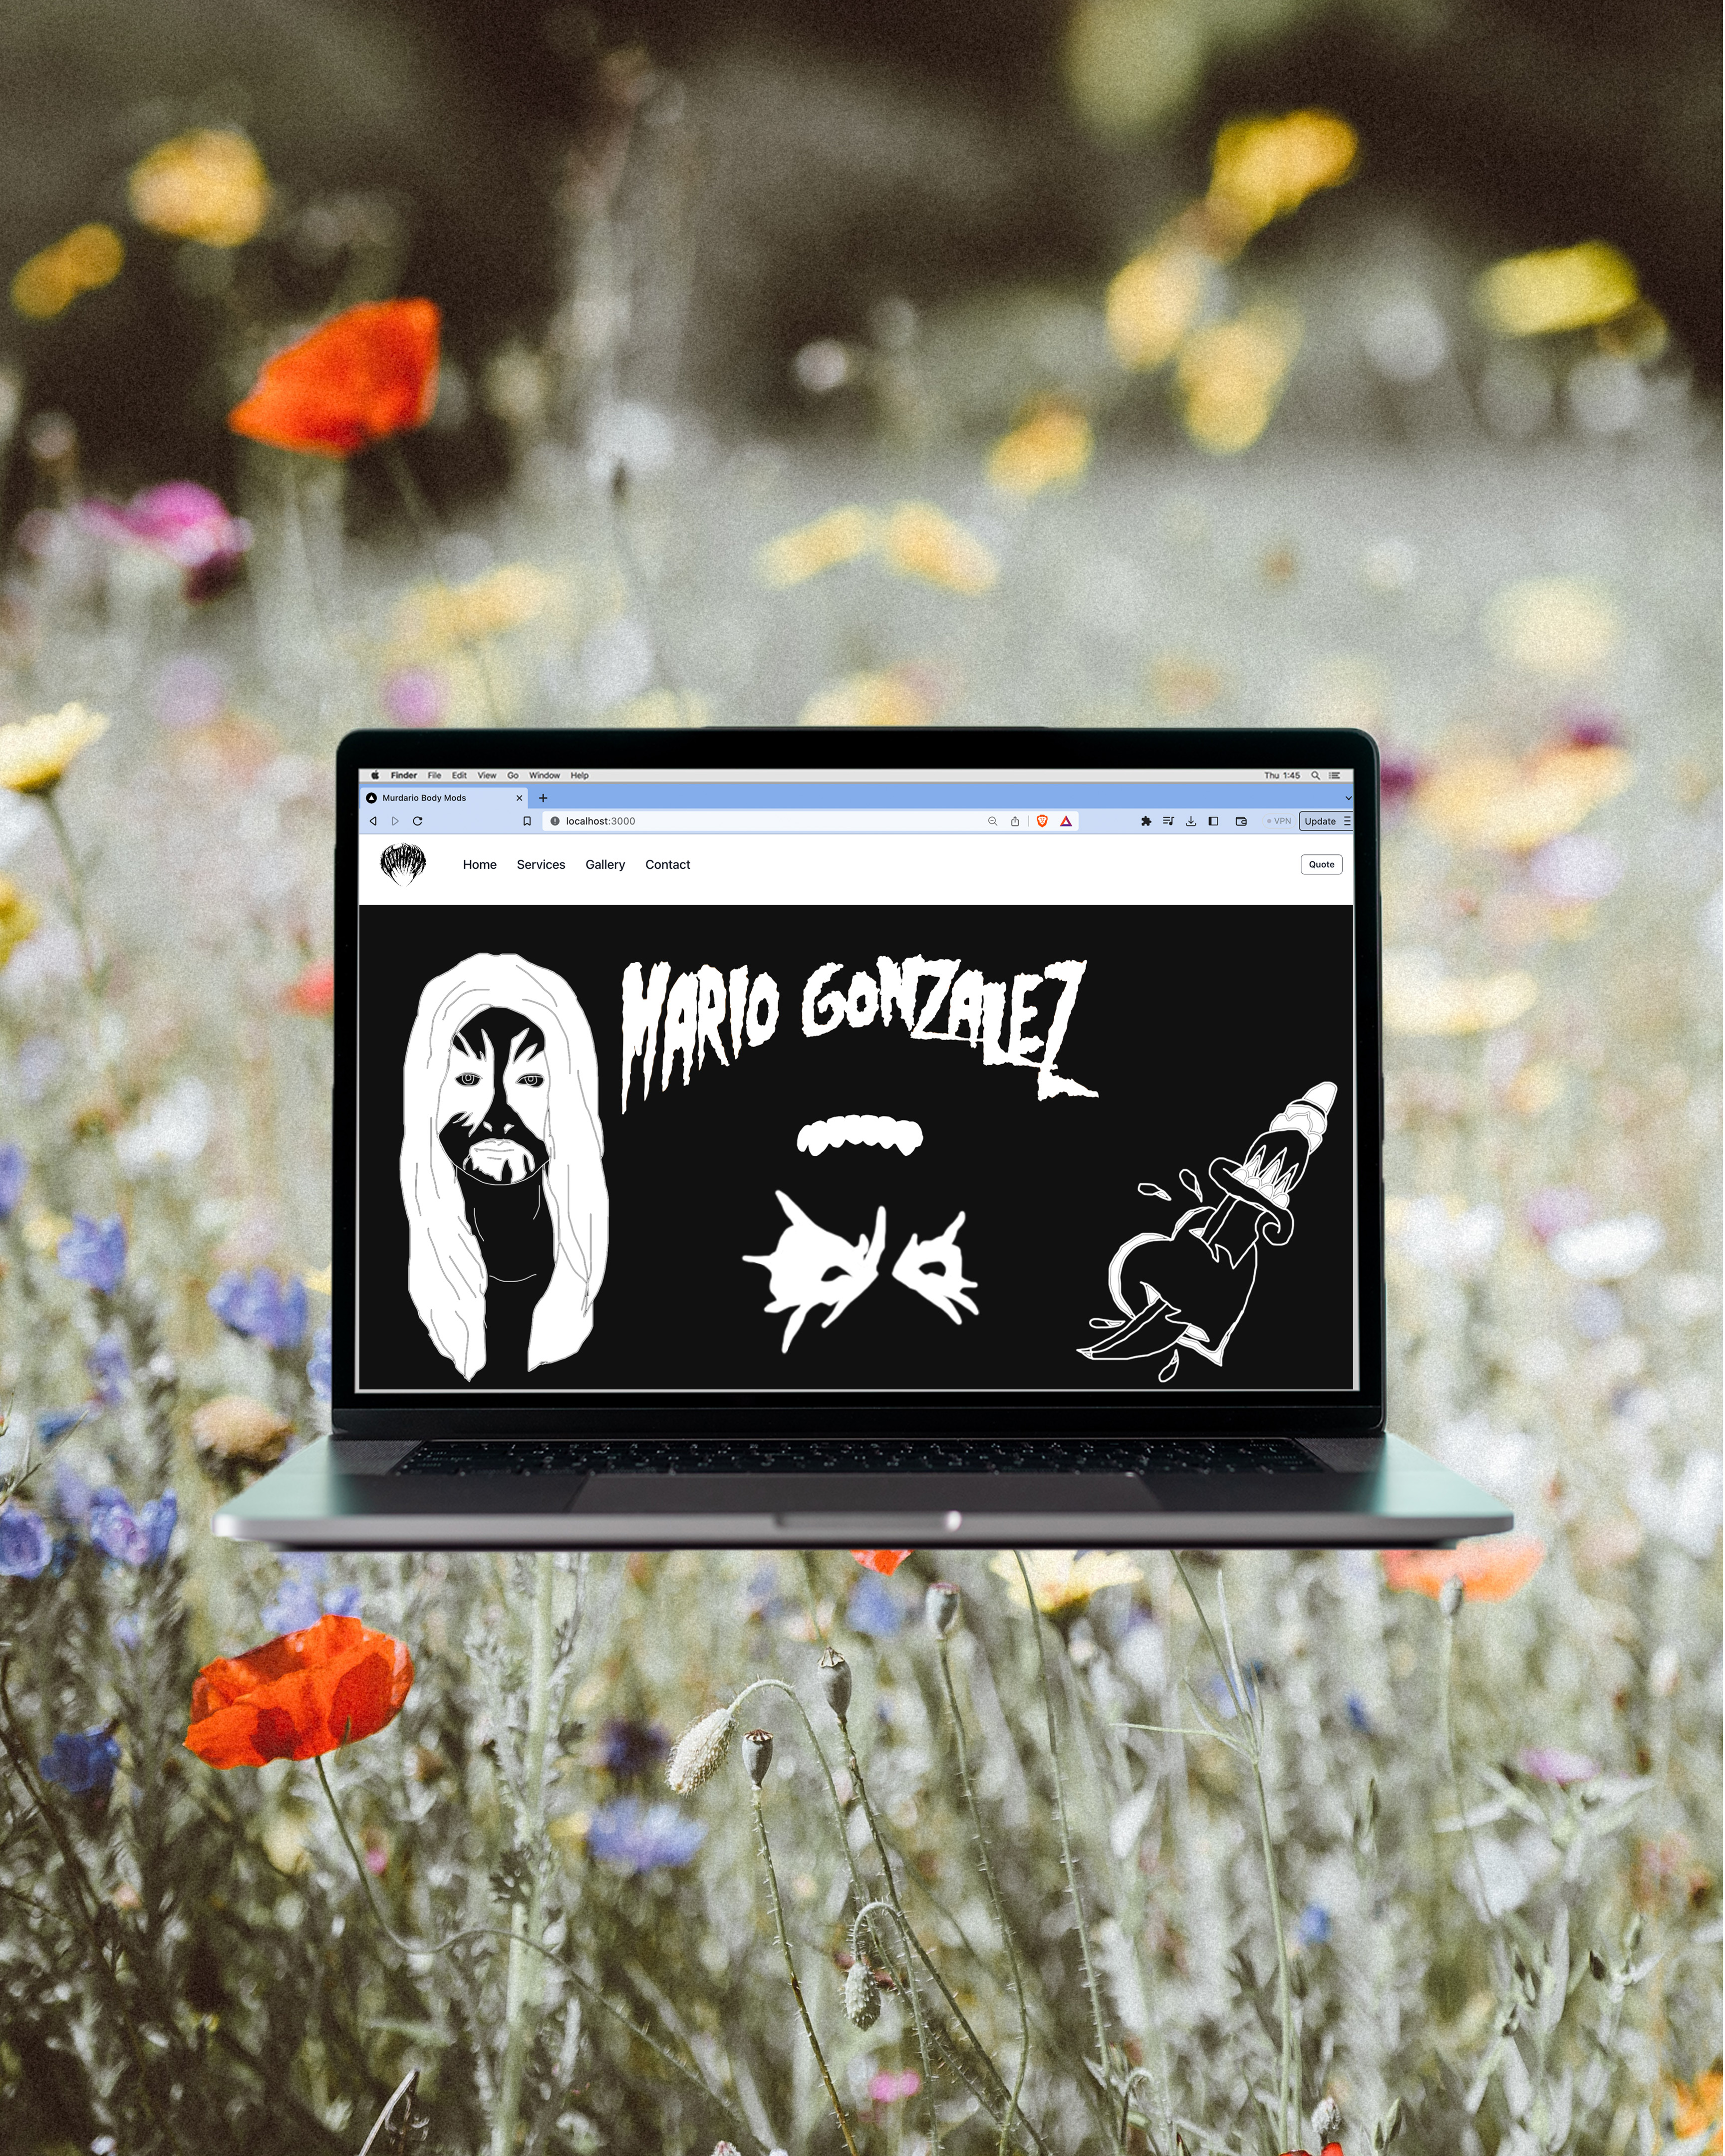 Finder File Edit View Go Window Help Thu 1:45
Murdario Body Mods
localhost:3000 VPN Update
Home Services Gallery Contact Quote
MARIO GONZALEZ